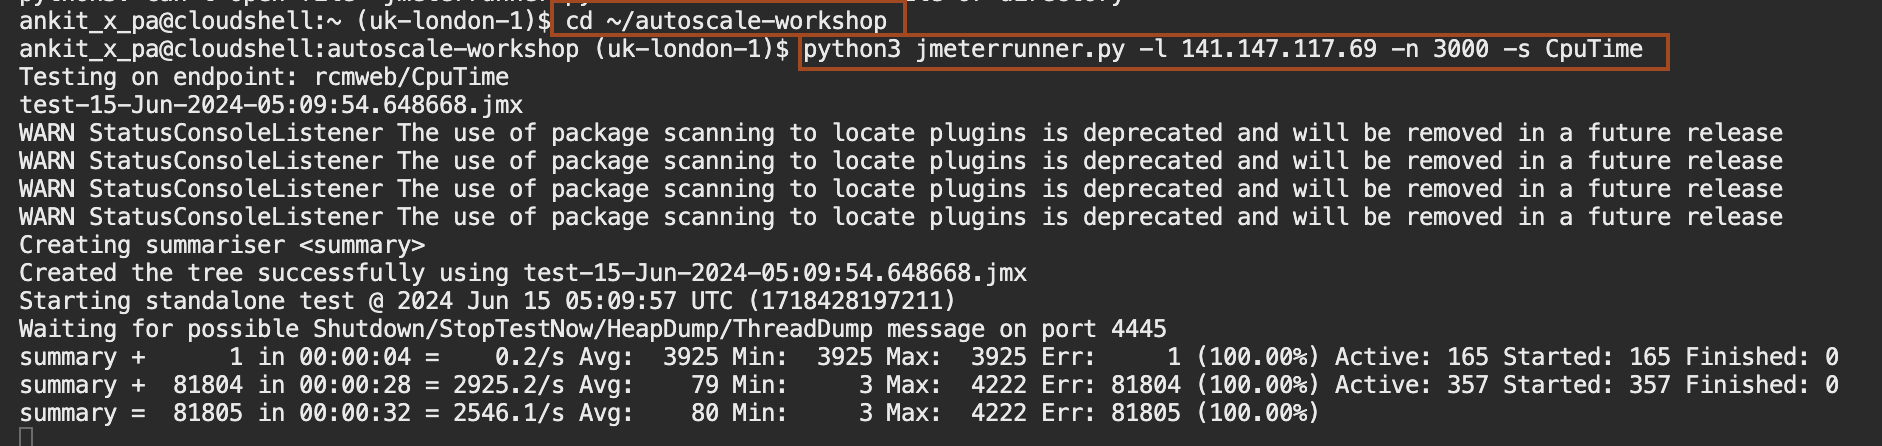 ankit_x_pa@cloudshell:~ (uk-london-1)$ cd ~/autoscale-workshop
ankit_x_pa@cloudshell:autoscale-workshop (uk-london-1)$ python3 jmeterrunner.py -l 141.147.117.69 -n 3000 -s CpuTime
Testing on endpoint: rcmweb/CpuTime
test-15-Jun-2024-05:09:54.648668.jmx
WARN StatusConsoleListener The use of package scanning to locate plugins is deprecated and will be removed in a future release
WARN StatusConsoleListener The use of package scanning to locate plugins is deprecated and will be removed in a future release
WARN StatusConsoleListener The use of package scanning to locate plugins is deprecated and will be removed in a future release
WARN StatusConsoleListener The use of package scanning to locate plugins is deprecated and will be removed in a future release
Creating summariser <summary>
Created the tree successfully using test-15-Jun-2024-05:09:54.648668.jmx
Starting standalone test @ 2024 Jun 15 05:09:57 UTC (1718428197211)
Waiting for possible Shutdown/StopTestNow/HeapDump/ThreadDump message on port 4445
summary +      1 in 00:00:04 =    0.2/s Avg:  3925 Min:  3925 Max:  3925 Err:     1 (100.00%) Active: 165 Started: 165 Finished: 0
summary +  81804 in 00:00:28 = 2925.2/s Avg:    79 Min:     3 Max:  4222 Err: 81804 (100.00%) Active: 357 Started: 357 Finished: 0
summary =  81805 in 00:00:32 = 2546.1/s Avg:    80 Min:     3 Max:  4222 Err: 81805 (100.00%)